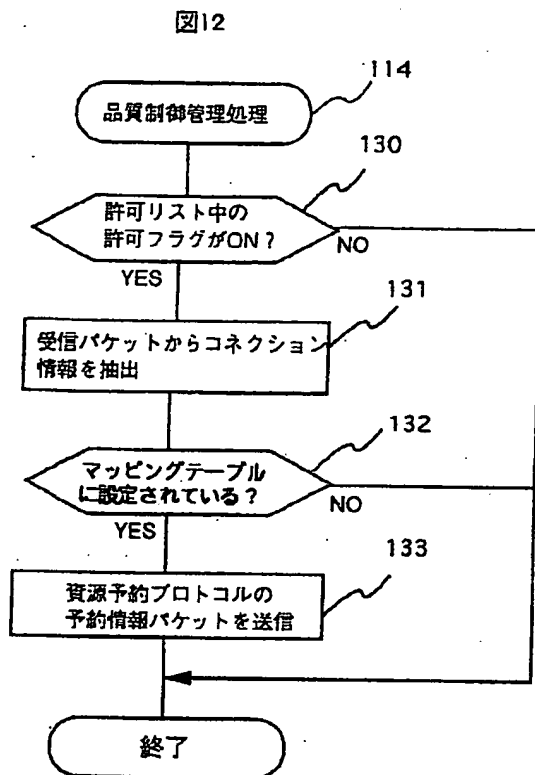 図12
品質制御管理処理
114
130
許可リスト中の
許可フラグがON?
NO
YES
131
受信パケットからコネクション
情報を抽出
132
マッピングテーブル
に設定されている?
NO
YES
133
資源予約プロトコルの
予約情報パケットを送信
終了